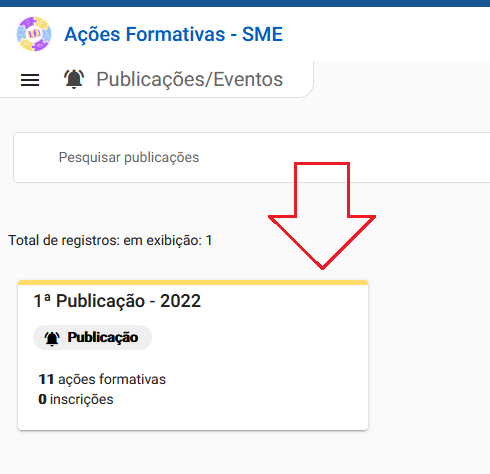 Ações Formativas - SME
Publicações/Eventos
Pesquisar publicações
Total de registros: em exibição: 1
1ª Publicação - 2022
Publicação
11 ações formativas
0 inscrições